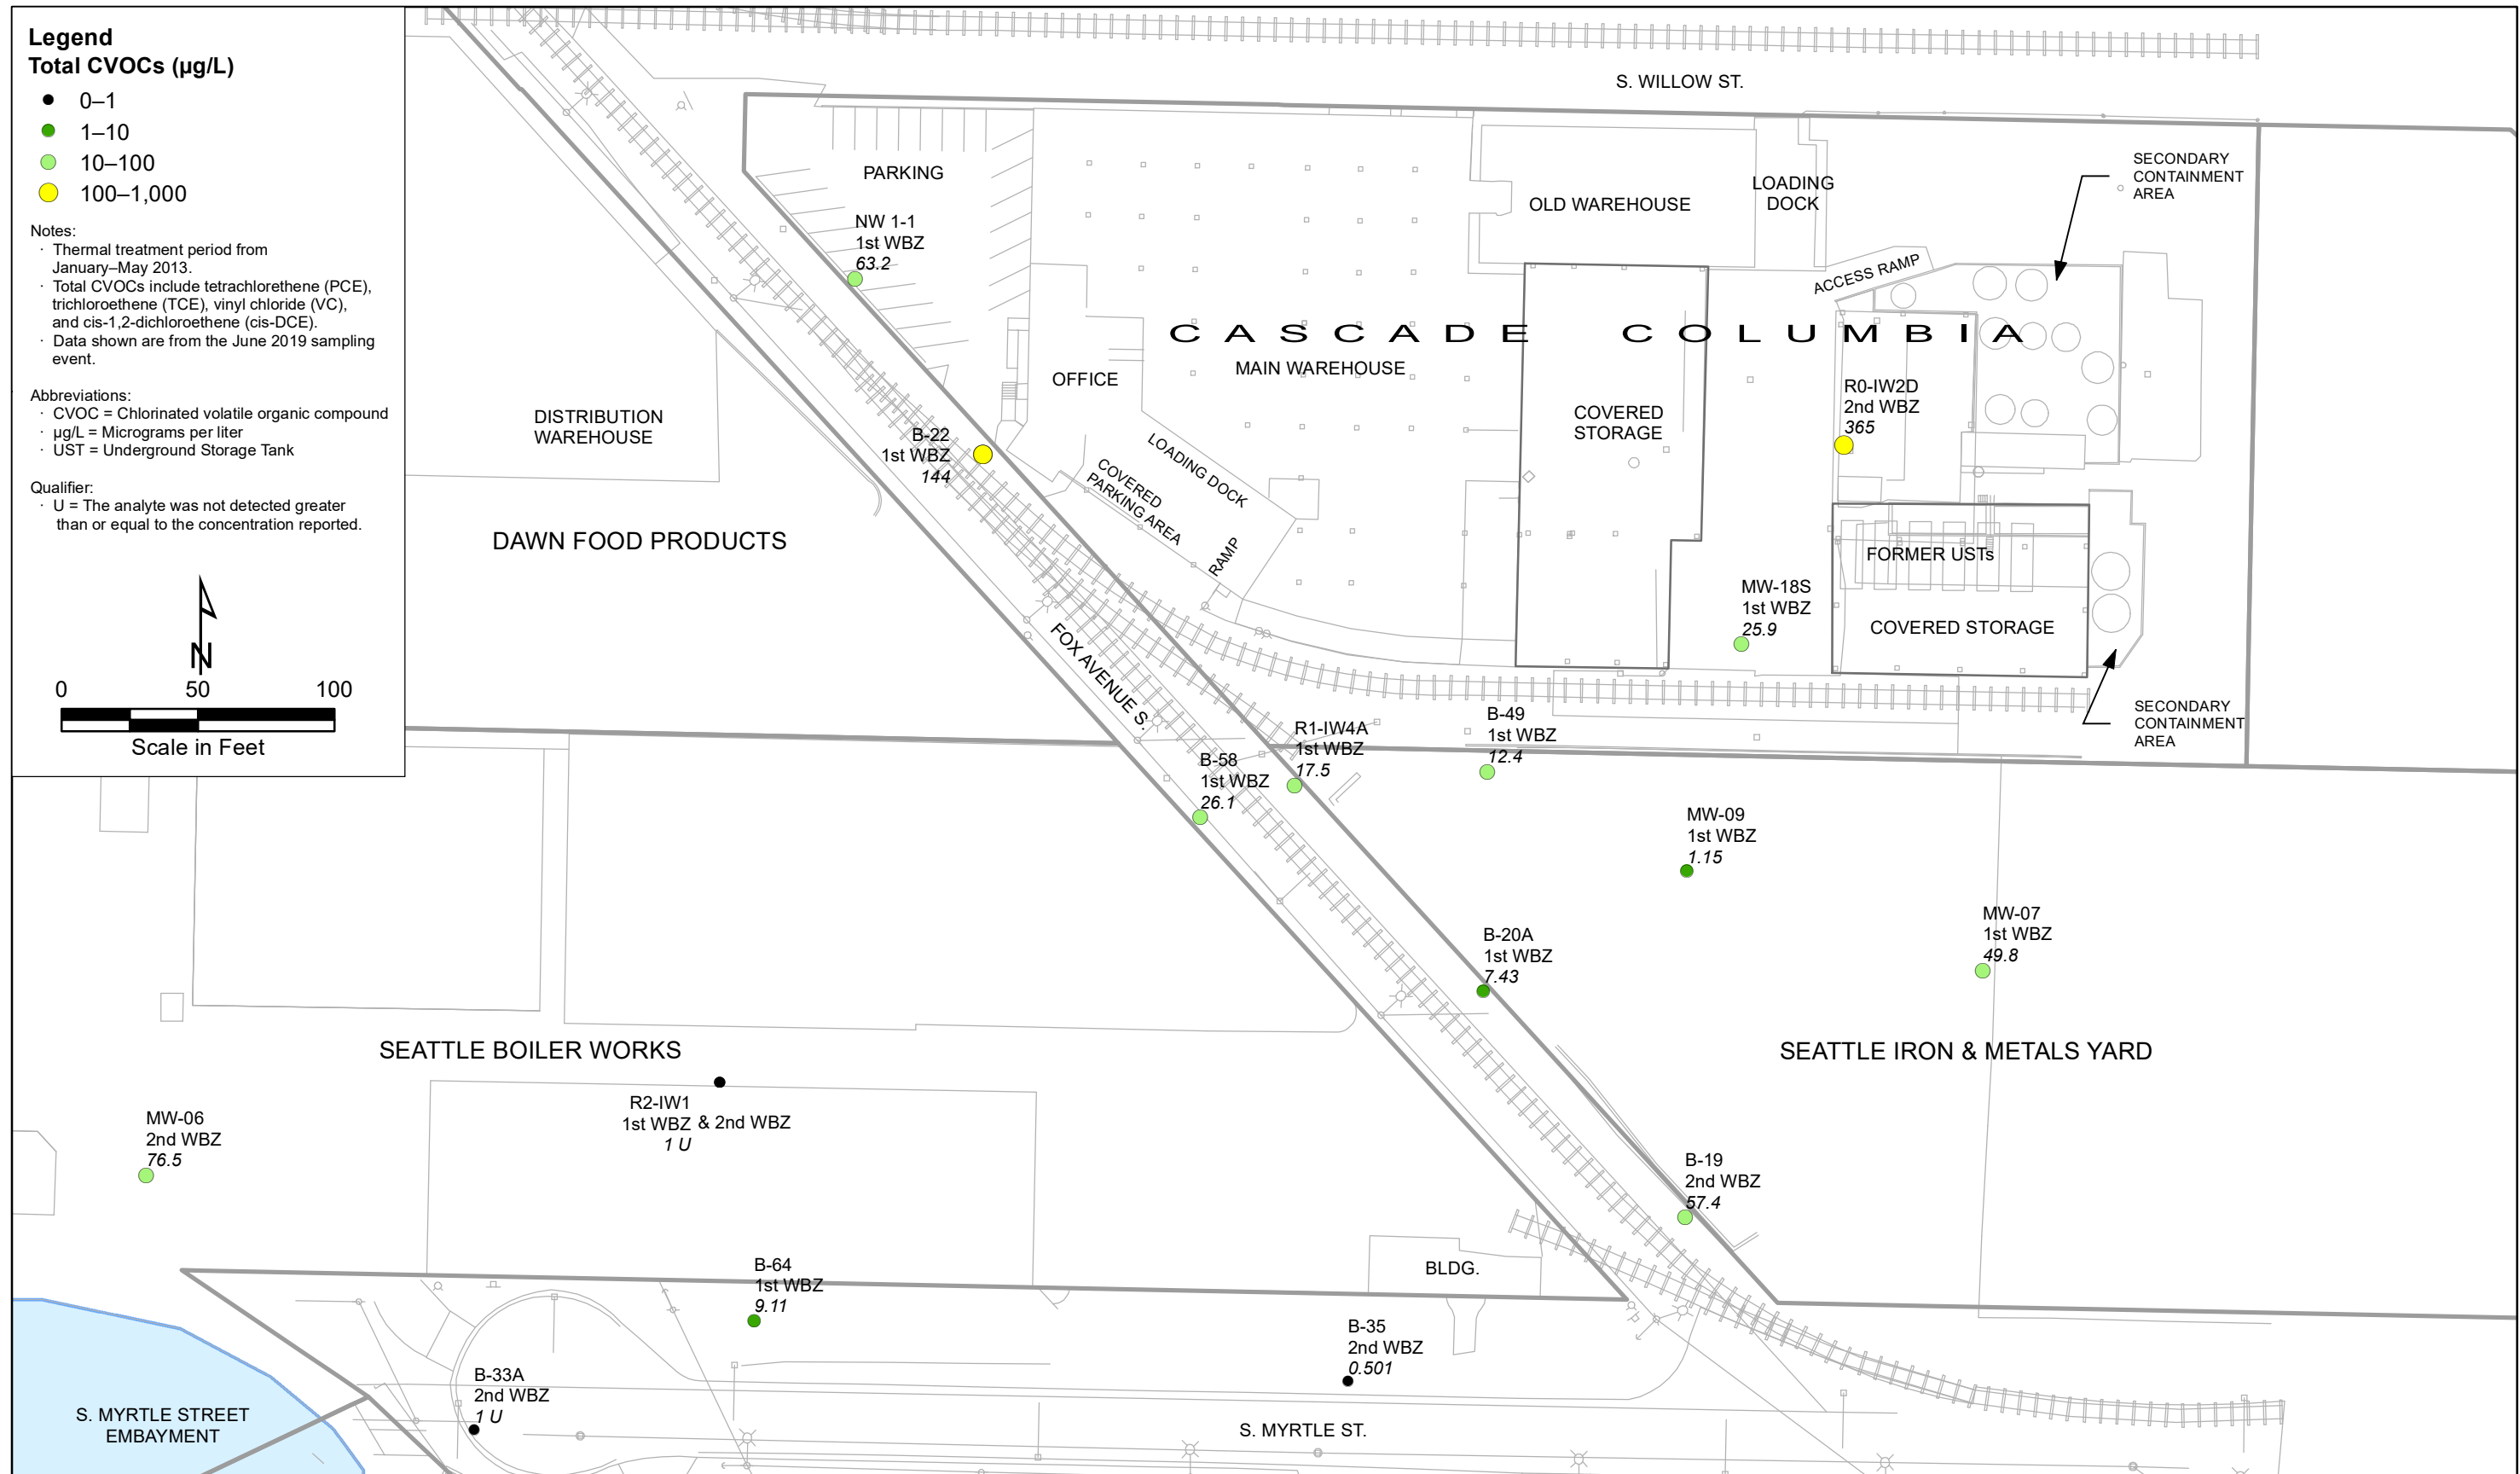 Legend
Total CVOCs (µg/L)
0–1
1–10
10–100
100–1,000
Notes:
· Thermal treatment period from
January–May 2013.
· Total CVOCs include tetrachlorethene (PCE),
trichloroethene (TCE), vinyl chloride (VC),
and cis-1,2-dichloroethene (cis-DCE).
· Data shown are from the June 2019 sampling
event.
Abbreviations:
· CVOC = Chlorinated volatile organic compound
· µg/L = Micrograms per liter
· UST = Underground Storage Tank
Qualifier:
· U = The analyte was not detected greater
than or equal to the concentration reported.
N
0 50 100
Scale in Feet
S. WILLOW ST.
PARKING
NW 1-1
1st WBZ
63.2
OLD WAREHOUSE
LOADING
DOCK
SECONDARY
CONTAINMENT
AREA
ACCESS RAMP
CASCADE COLUMBIA
MAIN WAREHOUSE
OFFICE
DISTRIBUTION
WAREHOUSE
B-22
1st WBZ
144
LOADING DOCK
COVERED
PARKING AREA
RAMP
COVERED
STORAGE
R0-IW2D
2nd WBZ
365
DAWN FOOD PRODUCTS
FORMER USTs
MW-18S
1st WBZ
25.9
COVERED STORAGE
SECONDARY
CONTAINMENT
AREA
FOX AVENUE S.
R1-IW4A
1st WBZ
17.5
B-49
1st WBZ
12.4
B-58
1st WBZ
26.1
MW-09
1st WBZ
1.15
MW-07
1st WBZ
49.8
B-20A
1st WBZ
7.43
SEATTLE BOILER WORKS
SEATTLE IRON & METALS YARD
R2-IW1
1st WBZ & 2nd WBZ
1 U
MW-06
2nd WBZ
76.5
B-19
2nd WBZ
57.4
B-64
1st WBZ
9.11
BLDG.
B-35
2nd WBZ
0.501
B-33A
2nd WBZ
1 U
S. MYRTLE STREET
EMBAYMENT
S. MYRTLE ST.